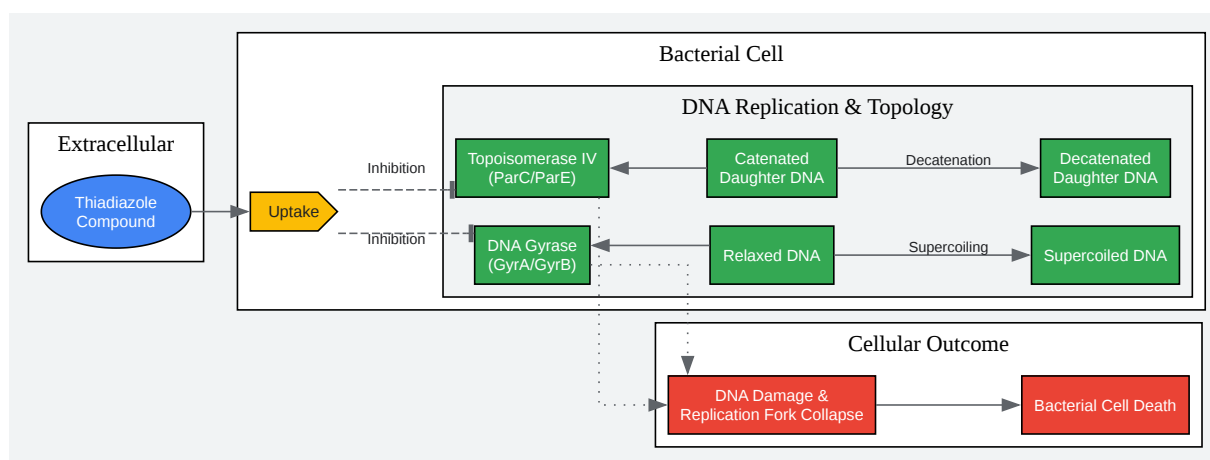 Bacterial Cell
DNA Replication & Topology
Extracellular
Thiadiazole
Compound
Uptake
Inhibition
Inhibition
Topoisomerase IV
(ParC/ParE)
Catenated
Daughter DNA
Decatenation
Decatenated
Daughter DNA
DNA Gyrase
(GyrA/GyrB)
Relaxed DNA
Supercoiling
Supercoiled DNA
Cellular Outcome
DNA Damage &
Replication Fork Collapse
Bacterial Cell Death